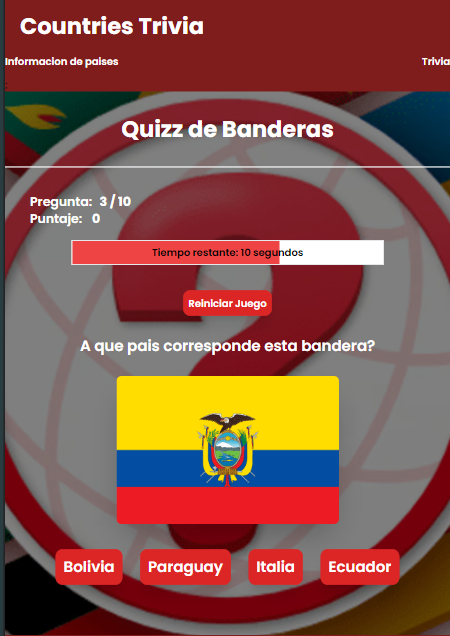 Countries Trivia
Informacion de paises Trivia
Quizz de Banderas
Pregunta: 3 / 10
Puntaje: 0
Tiempo restante: 10 segundos
Reiniciar Juego
A que pais corresponde esta bandera?
Bolivia Paraguay Italia Ecuador